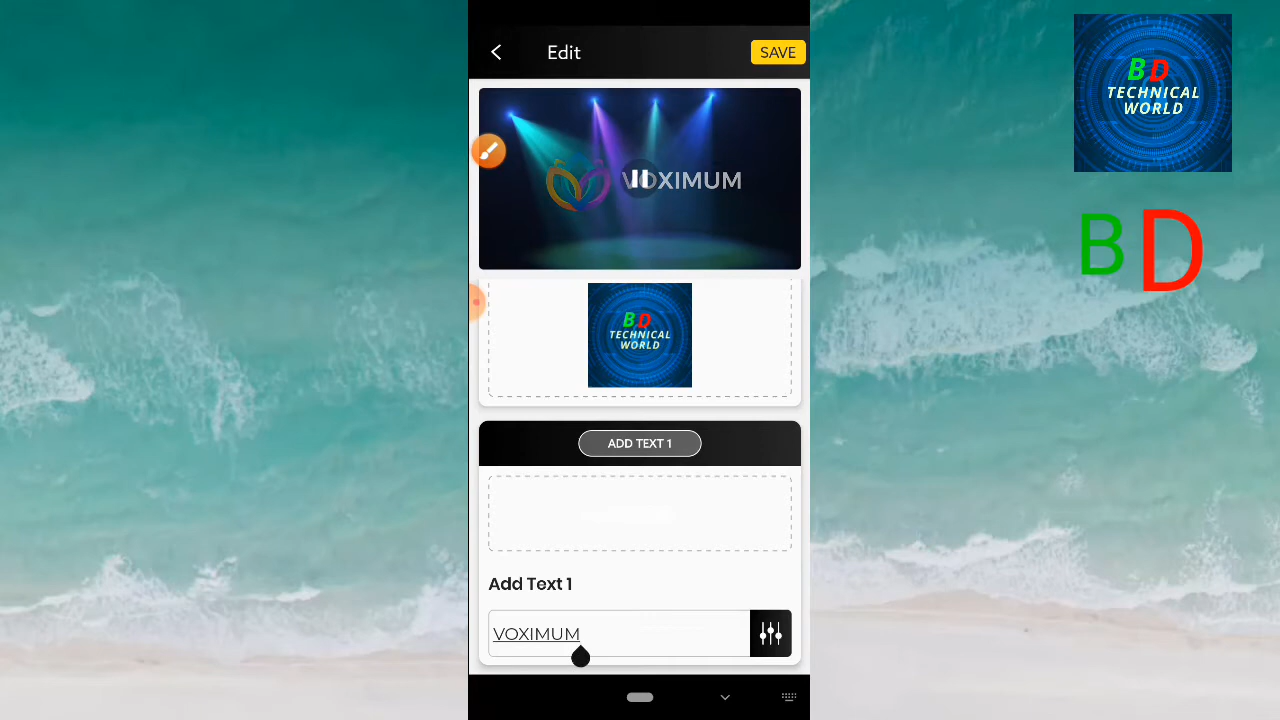 Edit
SAVE
VOXIMUM
BD
TECHNICAL
WORLD
ADD TEXT 1
Add Text 1
VOXIMUM
BD
TECHNICAL
WORLD
BD